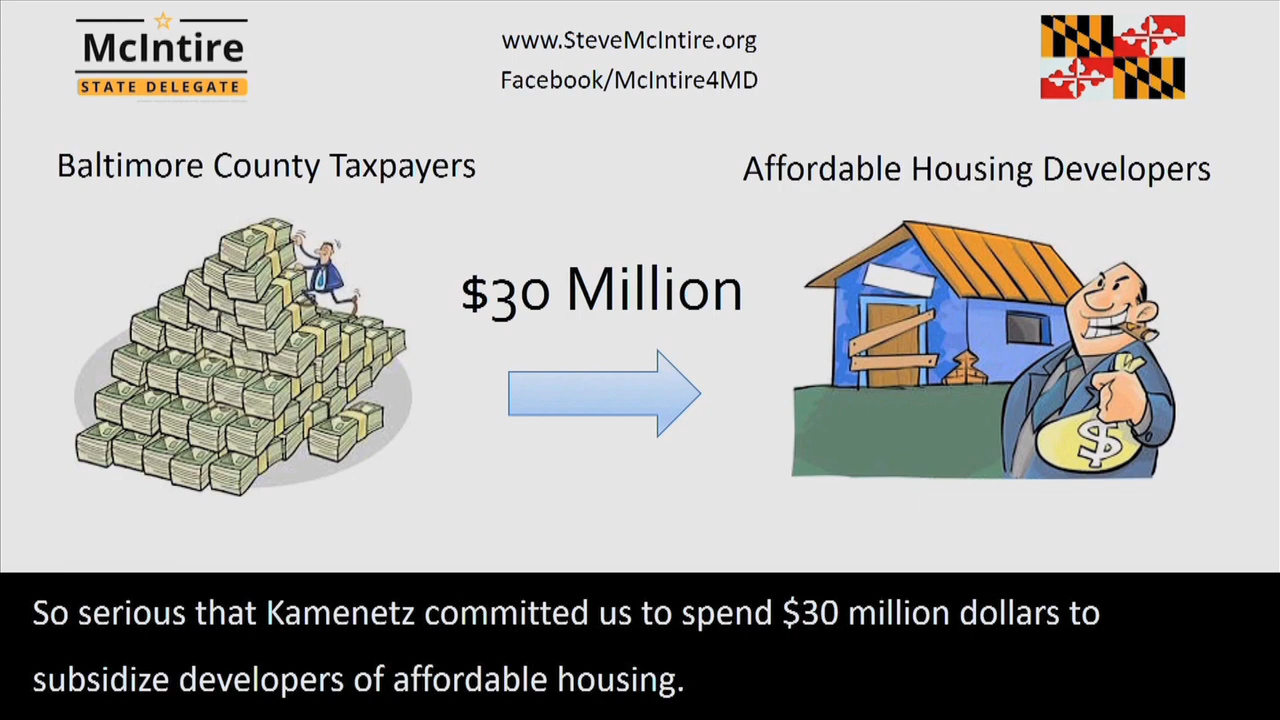 McIntire
STATE DELEGATE
www.SteveMcIntire.org
Facebook/McIntire4MD
Baltimore County Taxpayers
Affordable Housing Developers
$30 Million
$
So serious that Kamenetz committed us to spend $30 million dollars to
subsidize developers of affordable housing.